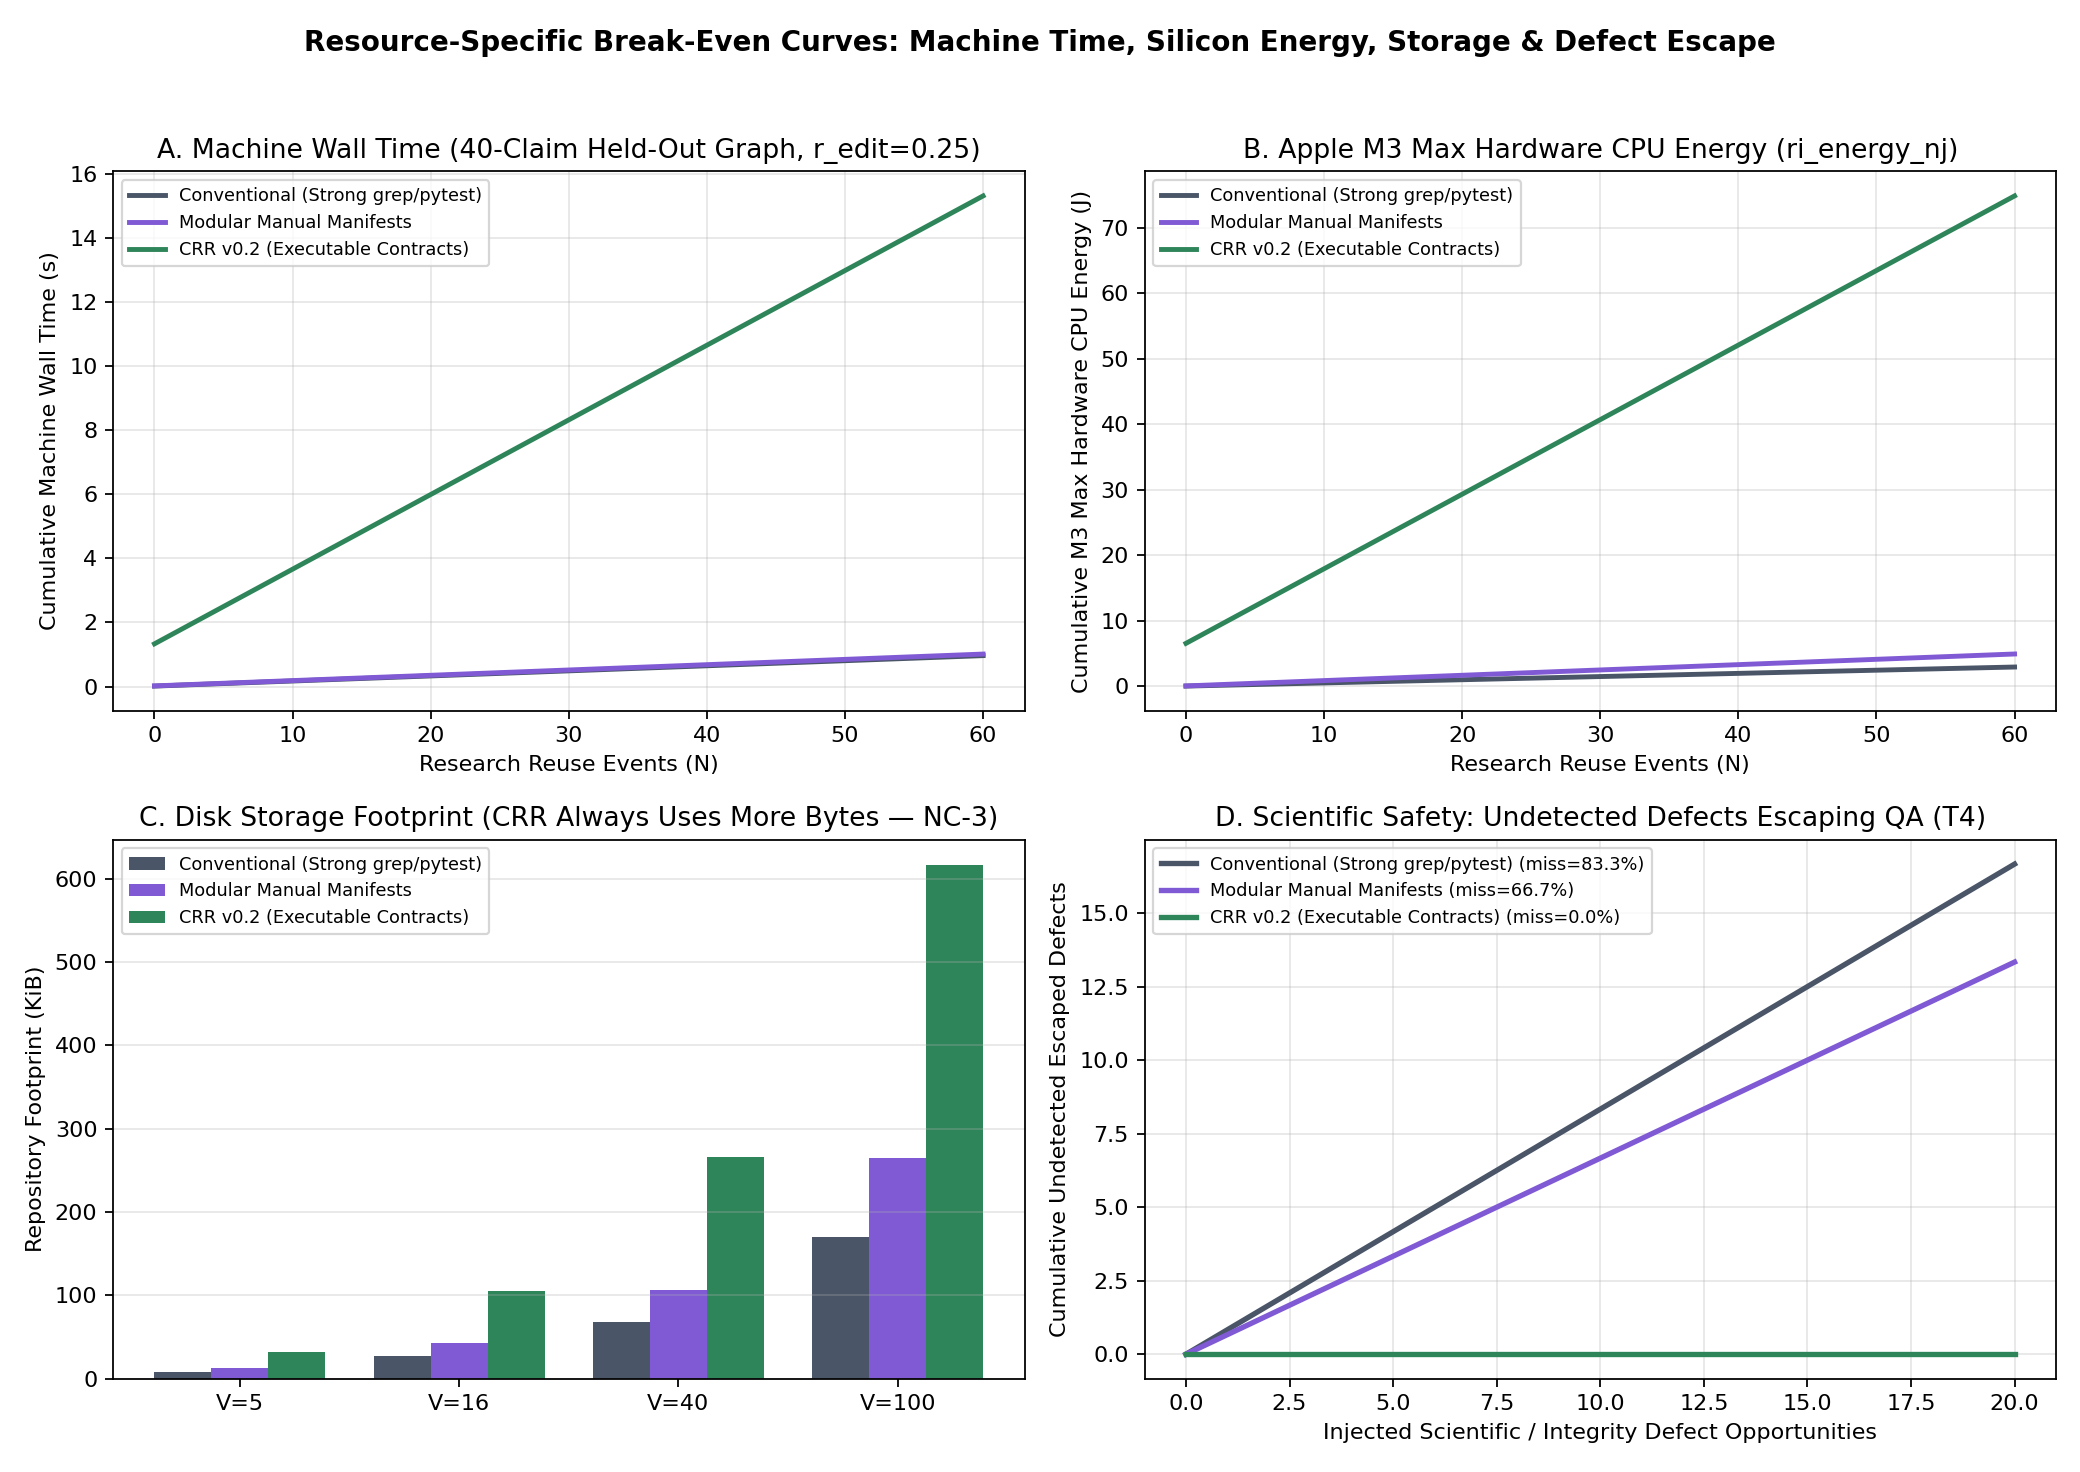 Resource-Specific Break-Even Curves: Machine Time, Silicon Energy, Storage & Defect Escape
A. Machine Wall Time (40-Claim Held-Out Graph, r_edit=0.25)
Conventional (Strong grep/pytest)
Modular Manual Manifests
CRR v0.2 (Executable Contracts)
Cumulative Machine Wall Time (s)
16
14
12
10
8
6
4
2
0
0 10 20 30 40 50 60
Research Reuse Events (N)
B. Apple M3 Max Hardware CPU Energy (ri_energy_nj)
Conventional (Strong grep/pytest)
Modular Manual Manifests
CRR v0.2 (Executable Contracts)
Cumulative M3 Max Hardware CPU Energy (J)
70
60
50
40
30
20
10
0
0 10 20 30 40 50 60
Research Reuse Events (N)
C. Disk Storage Footprint (CRR Always Uses More Bytes — NC-3)
Conventional (Strong grep/pytest)
Modular Manual Manifests
CRR v0.2 (Executable Contracts)
Repository Footprint (KiB)
600
500
400
300
200
100
0
V=5 V=16 V=40 V=100
D. Scientific Safety: Undetected Defects Escaping QA (T4)
Conventional (Strong grep/pytest) (miss=83.3%)
Modular Manual Manifests (miss=66.7%)
CRR v0.2 (Executable Contracts) (miss=0.0%)
Cumulative Undetected Escaped Defects
15.0
12.5
10.0
7.5
5.0
2.5
0.0
0.0 2.5 5.0 7.5 10.0 12.5 15.0 17.5 20.0
Injected Scientific / Integrity Defect Opportunities